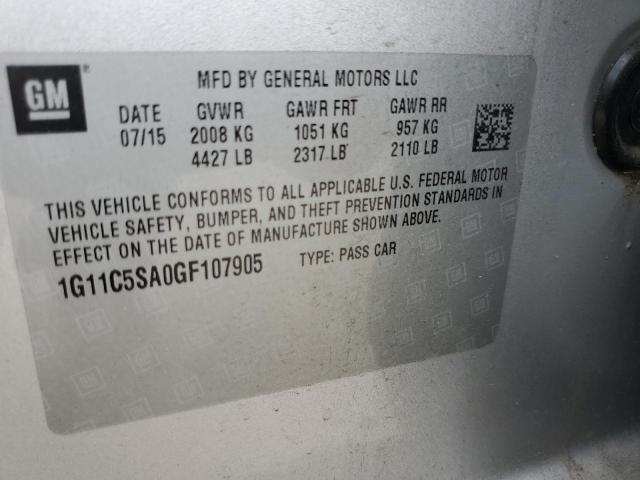 GM ®
MFD BY GENERAL MOTORS LLC
DATE GVWR GAWR FRT GAWR RR
07/15 2008 KG 1051 KG 957 KG
4427 LB 2317 LB 2110 LB
THIS VEHICLE CONFORMS TO ALL APPLICABLE U.S. FEDERAL MOTOR
VEHICLE SAFETY, BUMPER, AND THEFT PREVENTION STANDARDS IN
EFFECT ON THE DATE OF MANUFACTURE SHOWN ABOVE.
1G11C5SA0GF107905 TYPE: PASS CAR